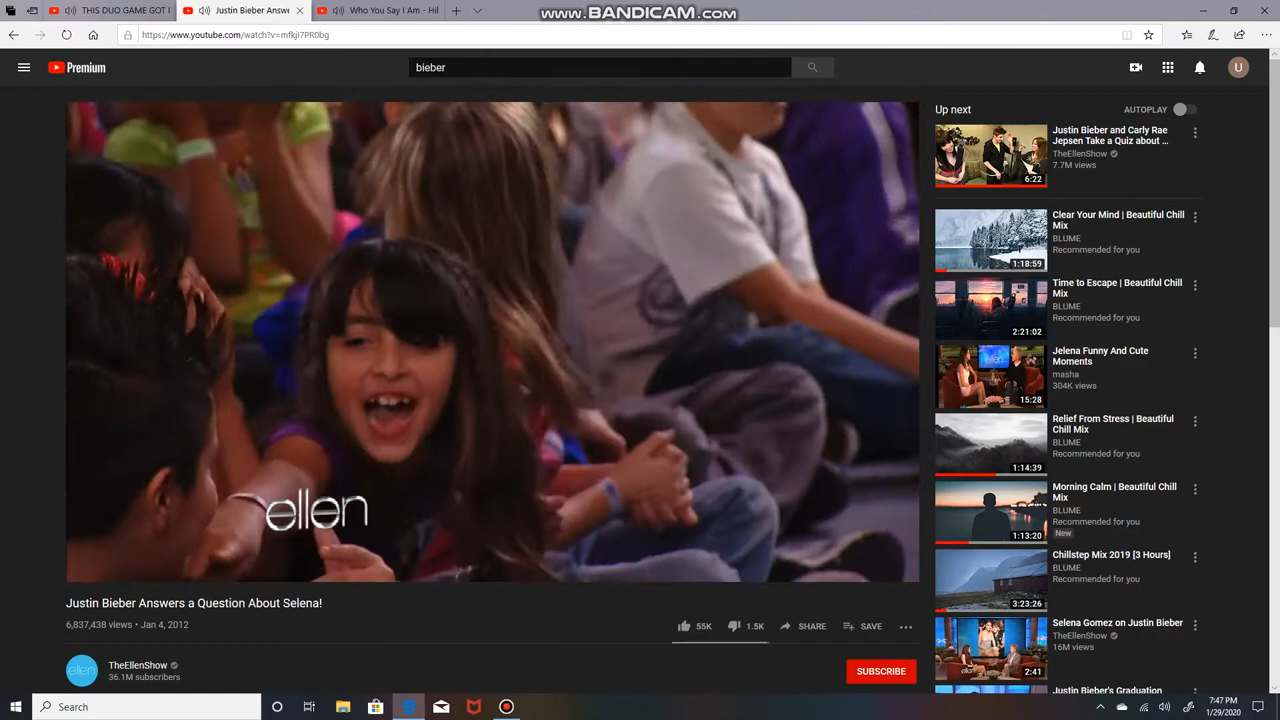 THIS DUO GAME GOT I
Justin Bieber Answe
Who You Say I Am - Hil
WWW.BANDICAM.COM
https://www.youtube.com/watch?v=mfkjI7PR0bg
Premium
bieber
U
ellen
Justin Bieber Answers a Question About Selena!
6,837,438 views • Jan 4, 2012
55K
1.5K
SHARE
SAVE
ellen
TheEllenShow
36.1M subscribers
SUBSCRIBE
Up next
AUTOPLAY
Justin Bieber and Carly Rae
Jepsen Take a Quiz about ...
TheEllenShow
7.7M views
6:22
Clear Your Mind | Beautiful Chill
Mix
BLUME
Recommended for you
1:18:59
Time to Escape | Beautiful Chill
Mix
BLUME
Recommended for you
2:21:02
Jelena Funny And Cute
Moments
masha
304K views
ellen
15:28
Relief From Stress | Beautiful
Chill Mix
BLUME
Recommended for you
1:14:39
Morning Calm | Beautiful Chill
Mix
BLUME
Recommended for you
New
1:13:20
Chillstep Mix 2019 [3 Hours]
BLUME
Recommended for you
3:23:26
Selena Gomez on Justin Bieber
TheEllenShow
16M views
ellen
2:41
Justin Bieber's Graduation
Search
7:47 PM
1/29/2020